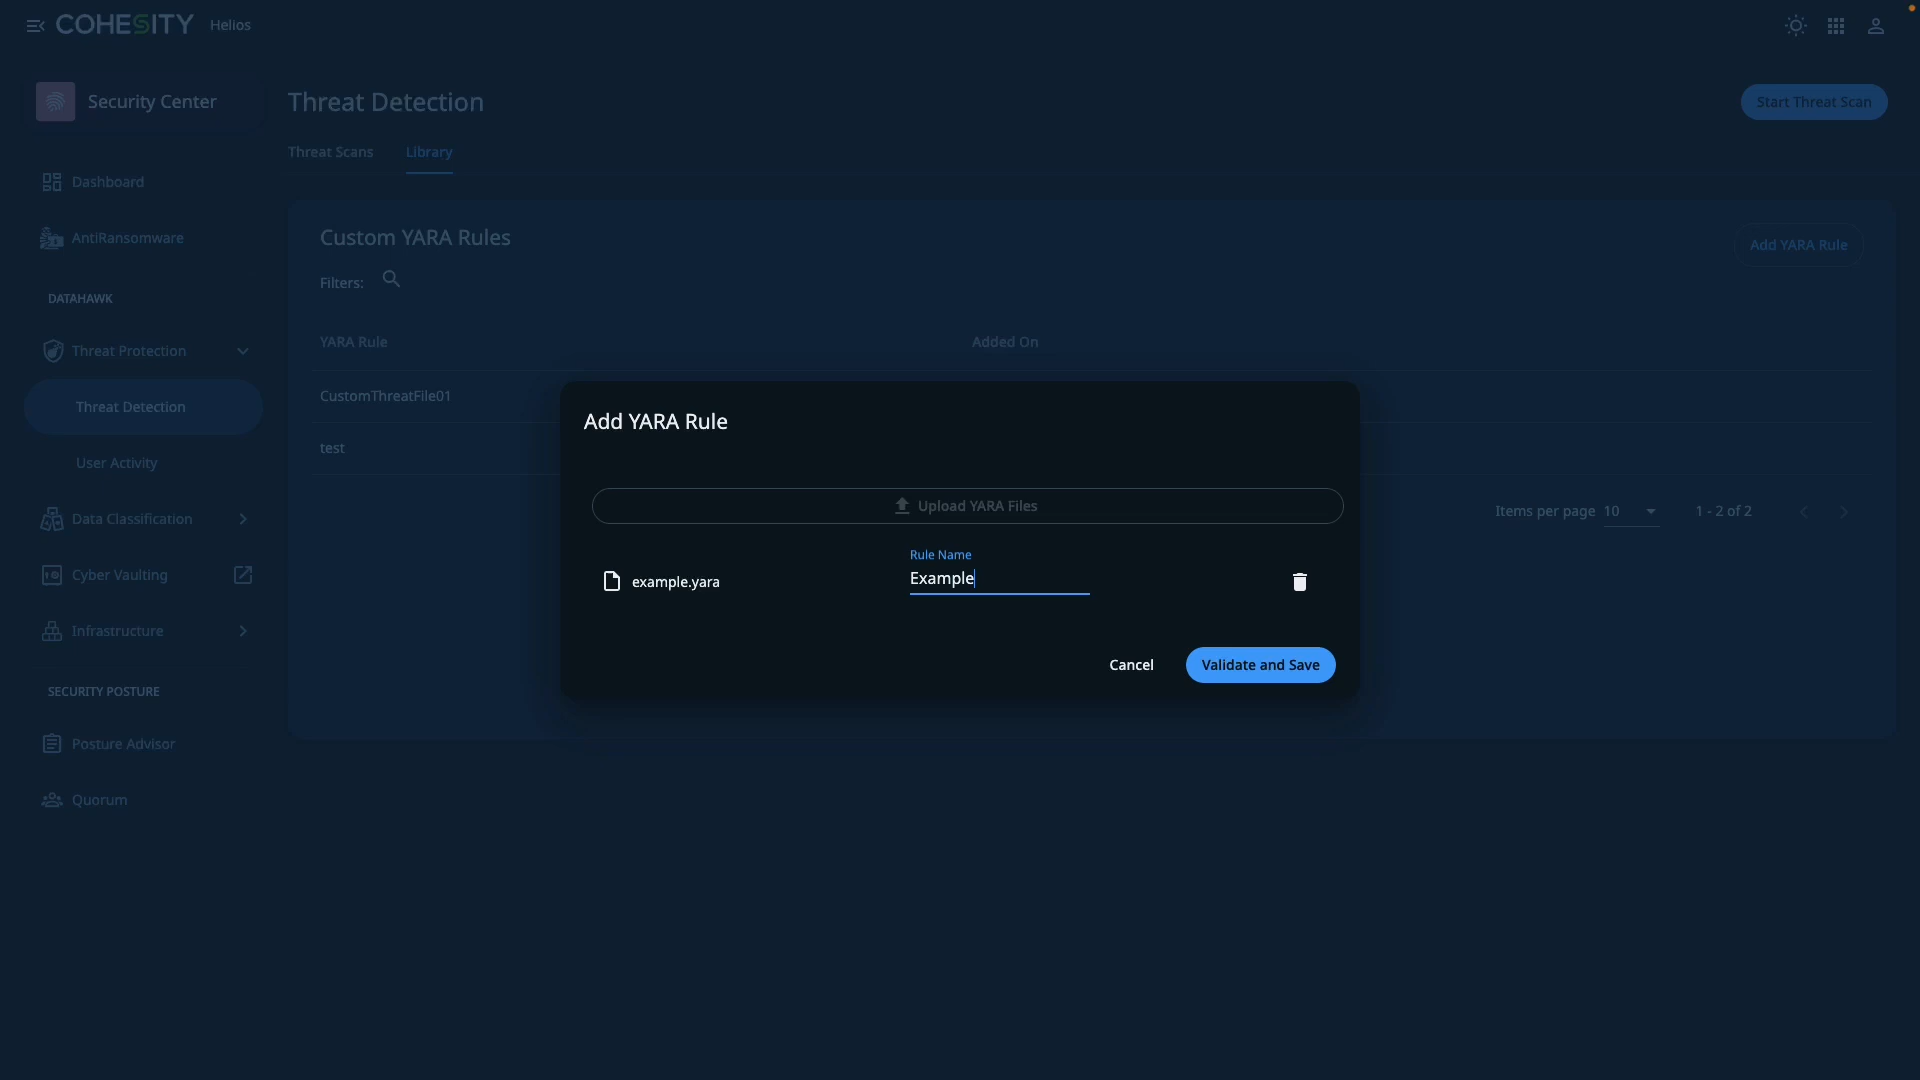 COHESITY Helios
Security Center
Threat Detection
Start Threat Scan
Threat Scans
Library
Dashboard
AntiRansomware
DATAHAWK
Threat Protection
Threat Detection
User Activity
Data Classification
Cyber Vaulting
Infrastructure
SECURITY POSTURE
Posture Advisor
Quorum
Custom YARA Rules
Add YARA Rule
Filters:
YARA Rule
Added On
CustomThreatFile01
test
Items per page 10
1 - 2 of 2
Add YARA Rule
Upload YARA Files
example.yara
Rule Name
Example
Cancel
Validate and Save